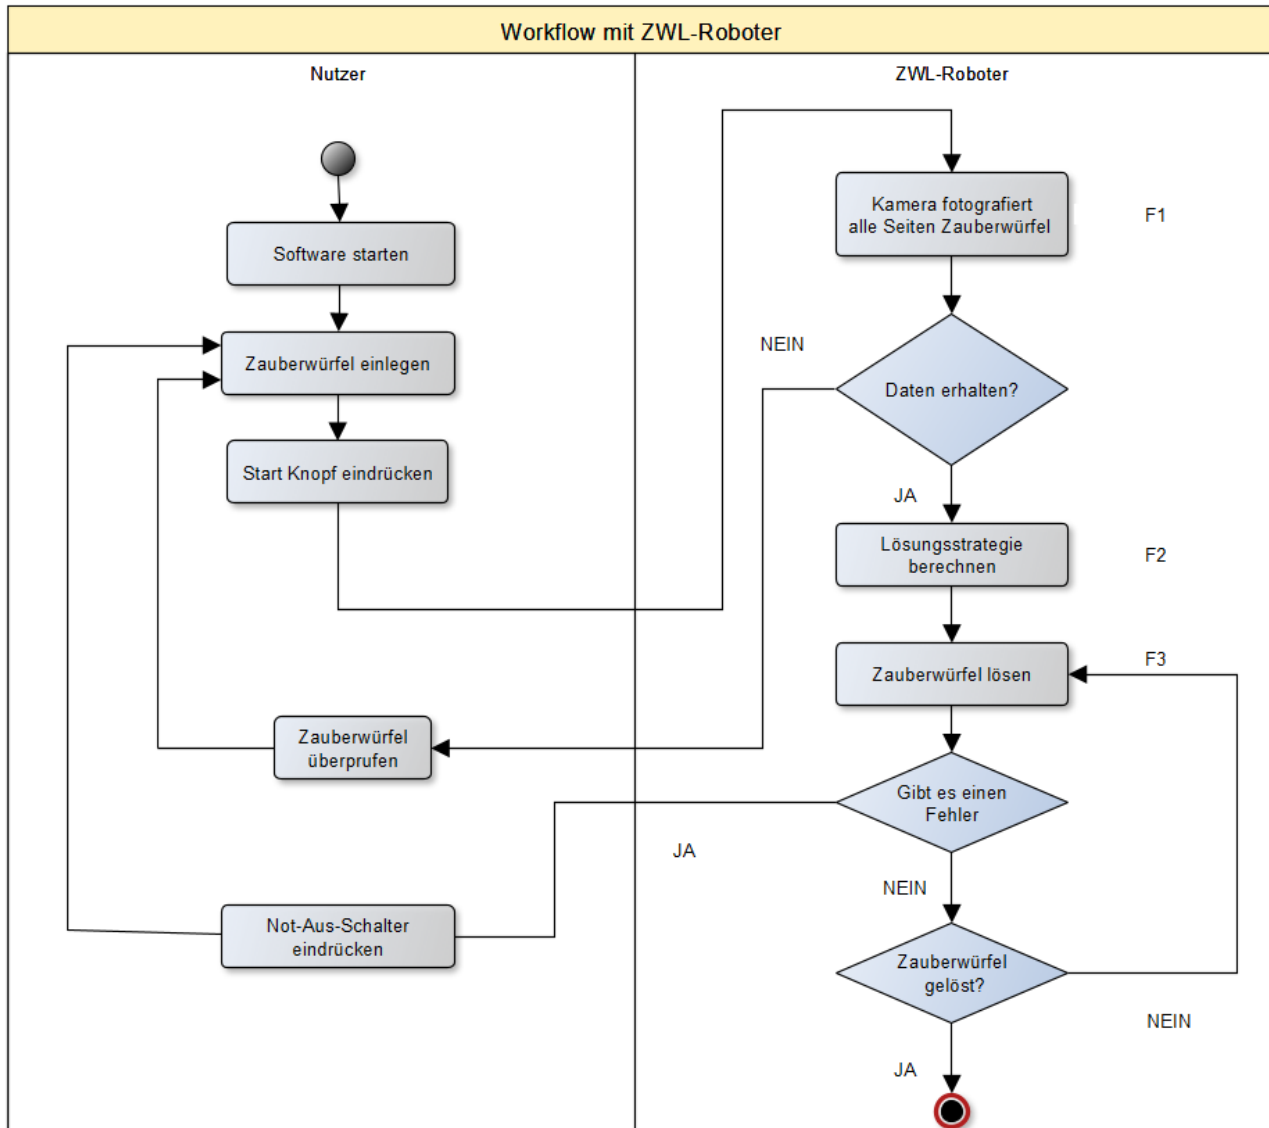 Workflow mit ZWL-Roboter
Nutzer
Software starten
Zauberwürfel einlegen
Start Knopf eindrücken
Zauberwürfel
überprufen
Not-Aus-Schalter
eindrücken
ZWL-Roboter
Kamera fotografiert
alle Seiten Zauberwürfel
F1
NEIN
Daten erhalten?
JA
Lösungsstrategie
berechnen
F2
Zauberwürfel lösen
F3
Gibt es einen
Fehler
JA
NEIN
Zauberwürfel
gelöst?
NEIN
JA